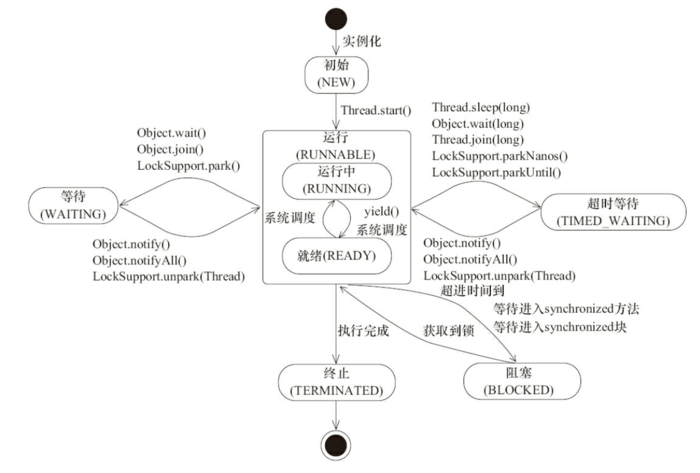 实例化
初始
(NEW)
Thread.start()
Object.wait()
Object.join()
LockSupport.park()
Thread.sleep(long)
Object.wait(long)
Thread.join(long)
LockSupport.parkNanos()
LockSupport.parkUntil()
运行
(RUNNABLE)
运行中
(RUNNING)
系统调度
yield()
系统调度
就绪(READY)
等待
(WAITING)
超时等待
(TIMED_WAITING)
Object.notify()
Object.notifyAll()
LockSupport.unpark(Thread)
Object.notify()
Object.notifyAll()
LockSupport.unpark(Thread)
超进时间到
等待进入synchronized方法
等待进入synchronized块
获取到锁
执行完成
终止
(TERMINATED)
阻塞
(BLOCKED)